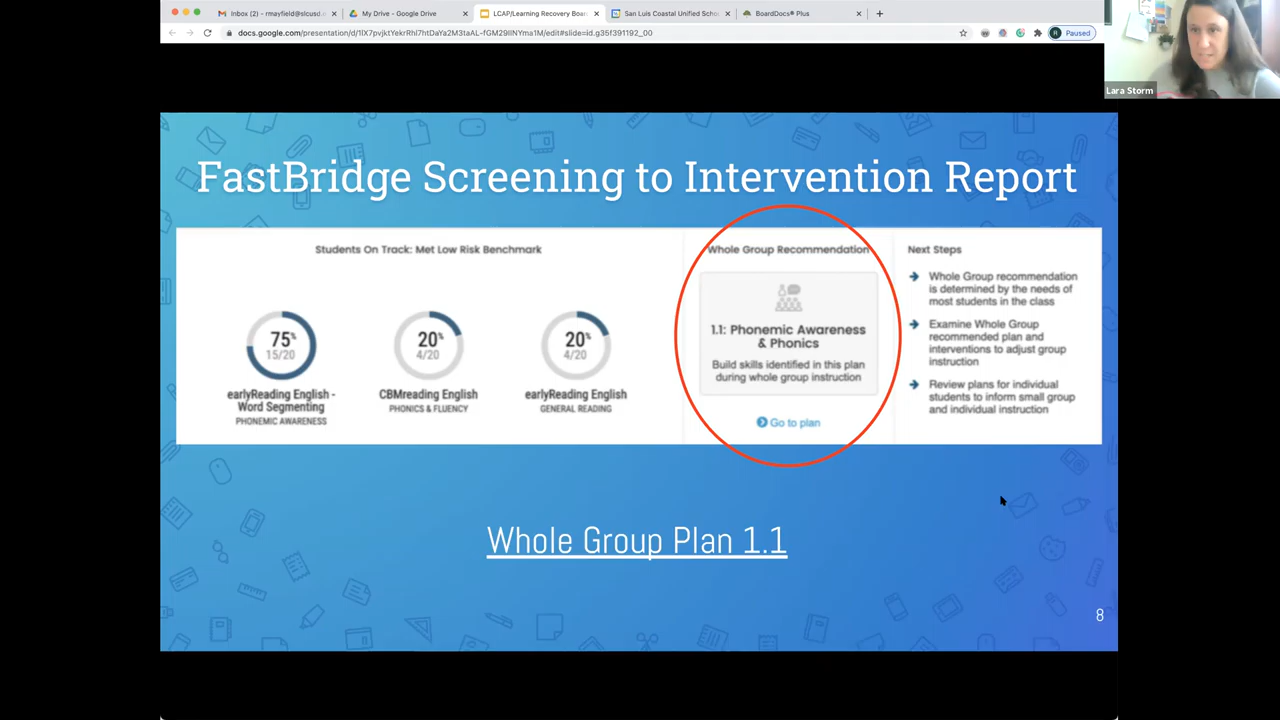 Inbox (2) - rmayfield@slcusd.
My Drive - Google Drive
LCAP/Learning Recovery Boar
San Luis Coastal Unified Scho
BoardDocs® Plus
Paused
Lara Storm
FastBridge Screening to Intervention Report
Students On Track: Met Low Risk Benchmark
75%
15/20
earlyReading English -
Word Segmenting
PHONEMIC AWARENESS
20%
4/20
CBMreading English
PHONICS & FLUENCY
20%
4/20
earlyReading English
GENERAL READING
Whole Group Recommendation
1.1: Phonemic Awareness
& Phonics
Build skills identified in this plan
during whole group instruction
Go to plan
Next Steps
Whole Group recommendation
is determined by the needs of
most students in the class
Examine Whole Group
recommended plan and
interventions to adjust group
instruction
Review plans for individual
students to inform small group
and individual instruction
Whole Group Plan 1.1
8